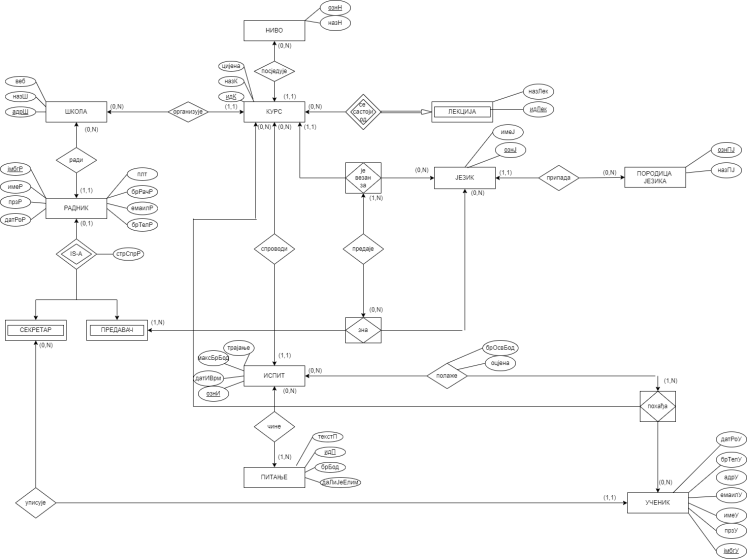 ознН
НИВО
назН
(0,N)
цијена
поседује
веб
назК
назЛек
(1,1)
назШ
идК
се
састоји
од
ШКОЛА
(0,N)
организује
(1,1)
КУРС
(0,N)
ЛЕКЦИЈА
идЛек
адрШ
(0,N)
(0,N)
(0,N)
(1,1)
имеЈ
ознЈ
ознПЈ
ради
је
везан
за
(0,N)
ЈЕЗИК
(1,1)
припада
(0,N)
ПОРОДИЦА
ЈЕЗИКА
назПЈ
јмбгР
плт
имеР
(1,1)
брРачР
(1,N)
(0,N)
презР
РАДНИК
емаилР
датРоР
(0,1)
брТелР
IS-A
стрСпрР
спроводи
предаје
(0,N)
СЕКРЕТАР
ПРЕДАВАЧ
(1,N)
зна
(0,N)
трајање
брОсвБод
максБрБод
(1,1)
оцјена
датИВрм
ИСПИТ
(0,N)
полаже
(1,N)
ознИ
(0,N)
похађа
чине
текстП
датРоУ
(1,N)
идП
брТелУ
ПИТАЊЕ
брБод
адрУ
даЛиЈеЕлим
(0,N)
емаилУ
уписује
(1,1)
УЧЕНИК
имеУ
презУ
јмбгУ